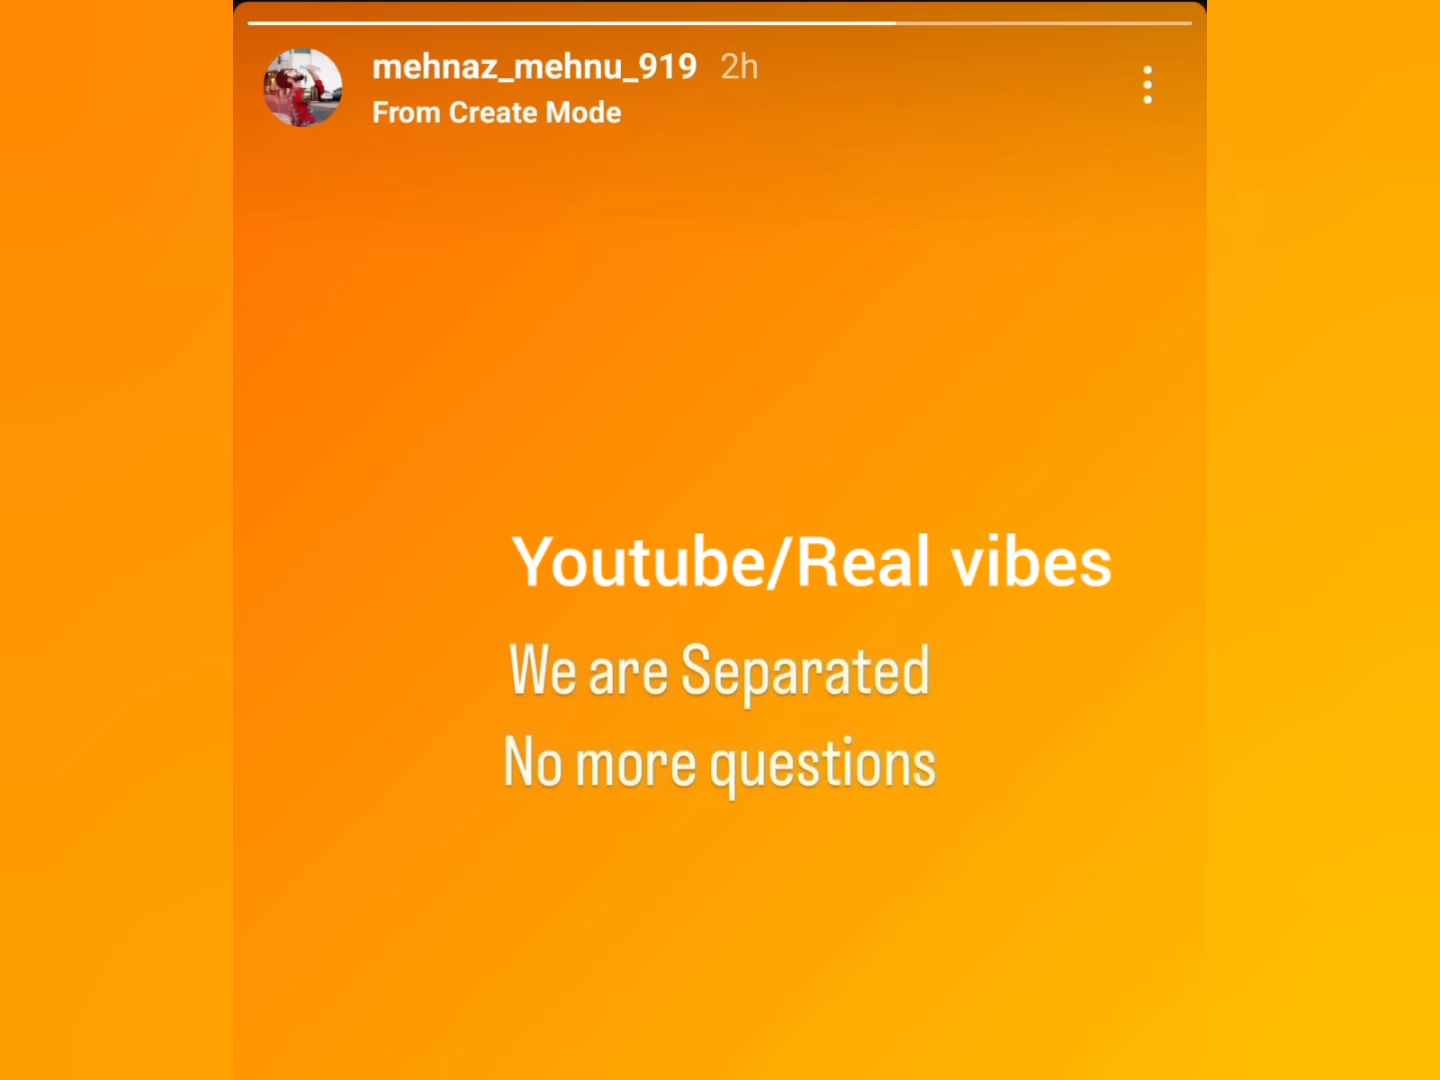 mehnaz_mehnu_919 2h
From Create Mode
Youtube/Real vibes
We are Separated
No more questions